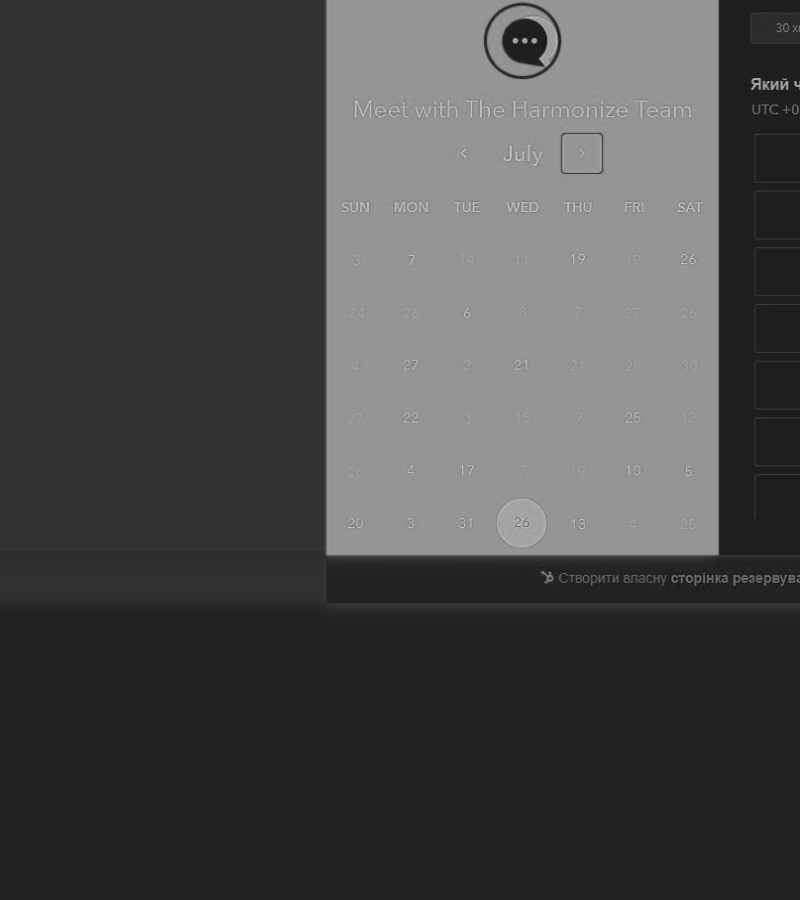 Meet with The Harmonize Team
July
SUN MON TUE WED THU FRI SAT
3 7 14 11 19 19 26
24 26 6 8 7 27 26
4 27 2 21 21 28 30
27 22 3 15 9 25 12
26 4 17 7 19 10 5
20 3 31 26 13 4 25
30 хв
Який ч
UTC +0
Створити власну сторінка резервува